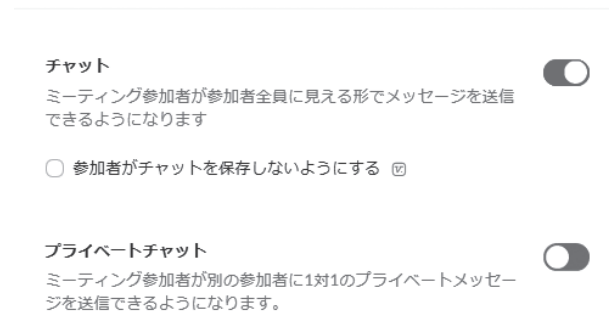 チャット
ミーティング参加者が参加者全員に見える形でメッセージを送信
できるようになります
参加者がチャットを保存しないようにする
プライベートチャット
ミーティング参加者が別の参加者に1対1のプライベートメッセー
ジを送信できるようになります。